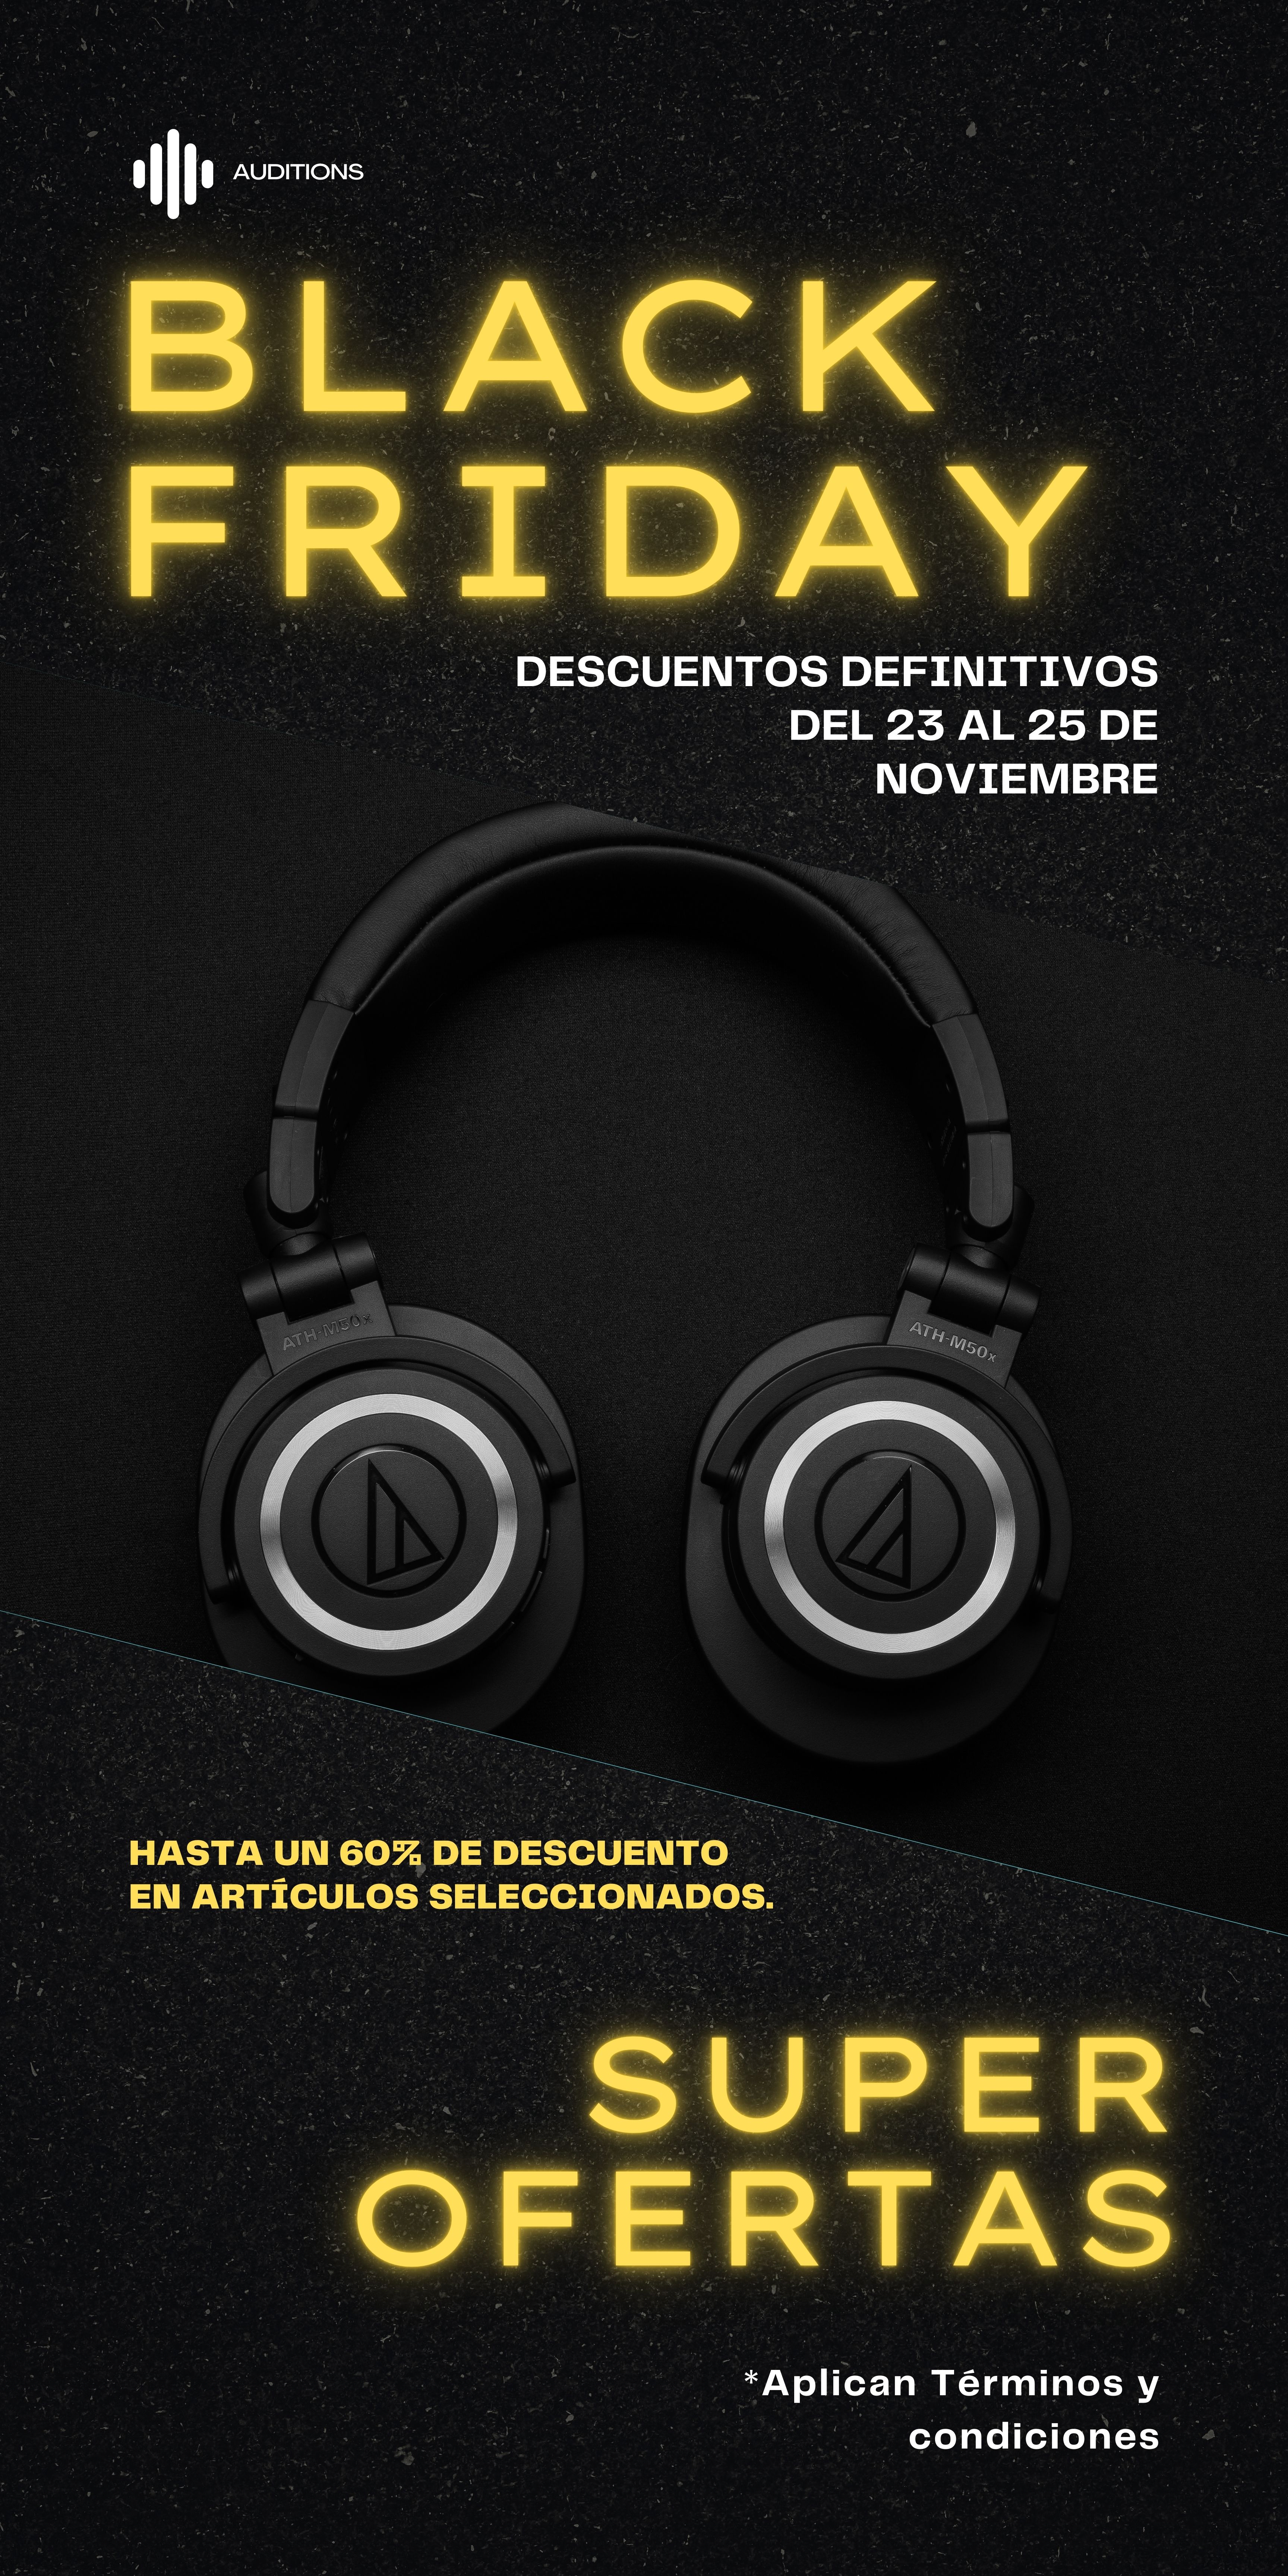 AUDITIONS
BLACK
FRIDAY
DESCUENTOS DEFINITIVOS
DEL 23 AL 25 DE
NOVIEMBRE
ATH-M50x
ATH-M50x
HASTA UN 60% DE DESCUENTO
EN ARTÍCULOS SELECCIONADOS.
SUPER
OFERTAS
*Aplican Términos y
condiciones